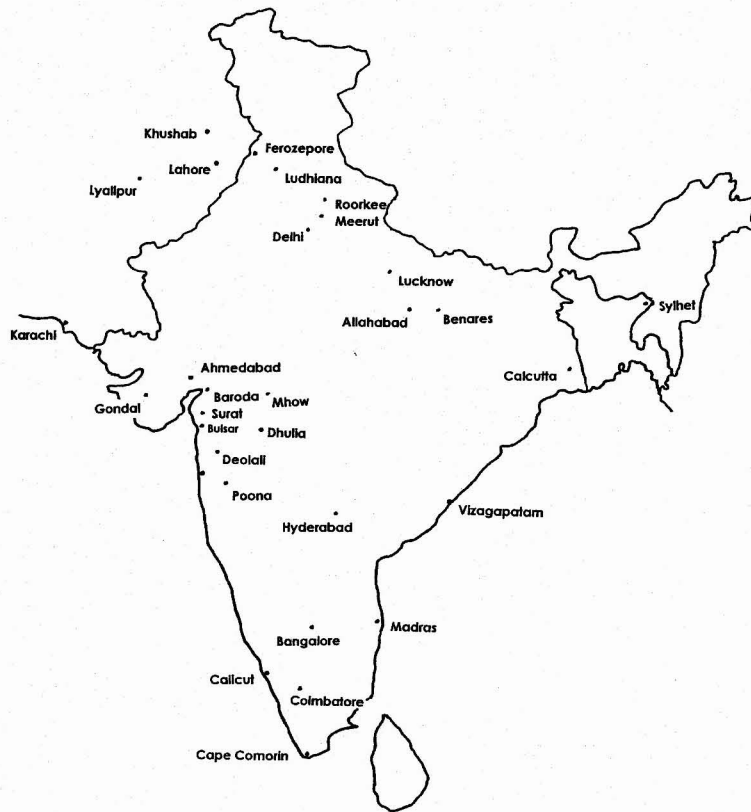 Khushab
Ferozepore
Lahore
Ludhiana
Lyallpur
Roorkee
Meerut
Delhi
Lucknow
Sylhet
Allahabad
Benares
Karachi
Ahmedabad
Calcutta
Baroda
Mhow
Gondal
Surat
Bulsar
Dhulia
Deolali
Poona
Vizagapatam
Hyderabad
Madras
Bangalore
Calicut
Coimbatore
Cape Comorin